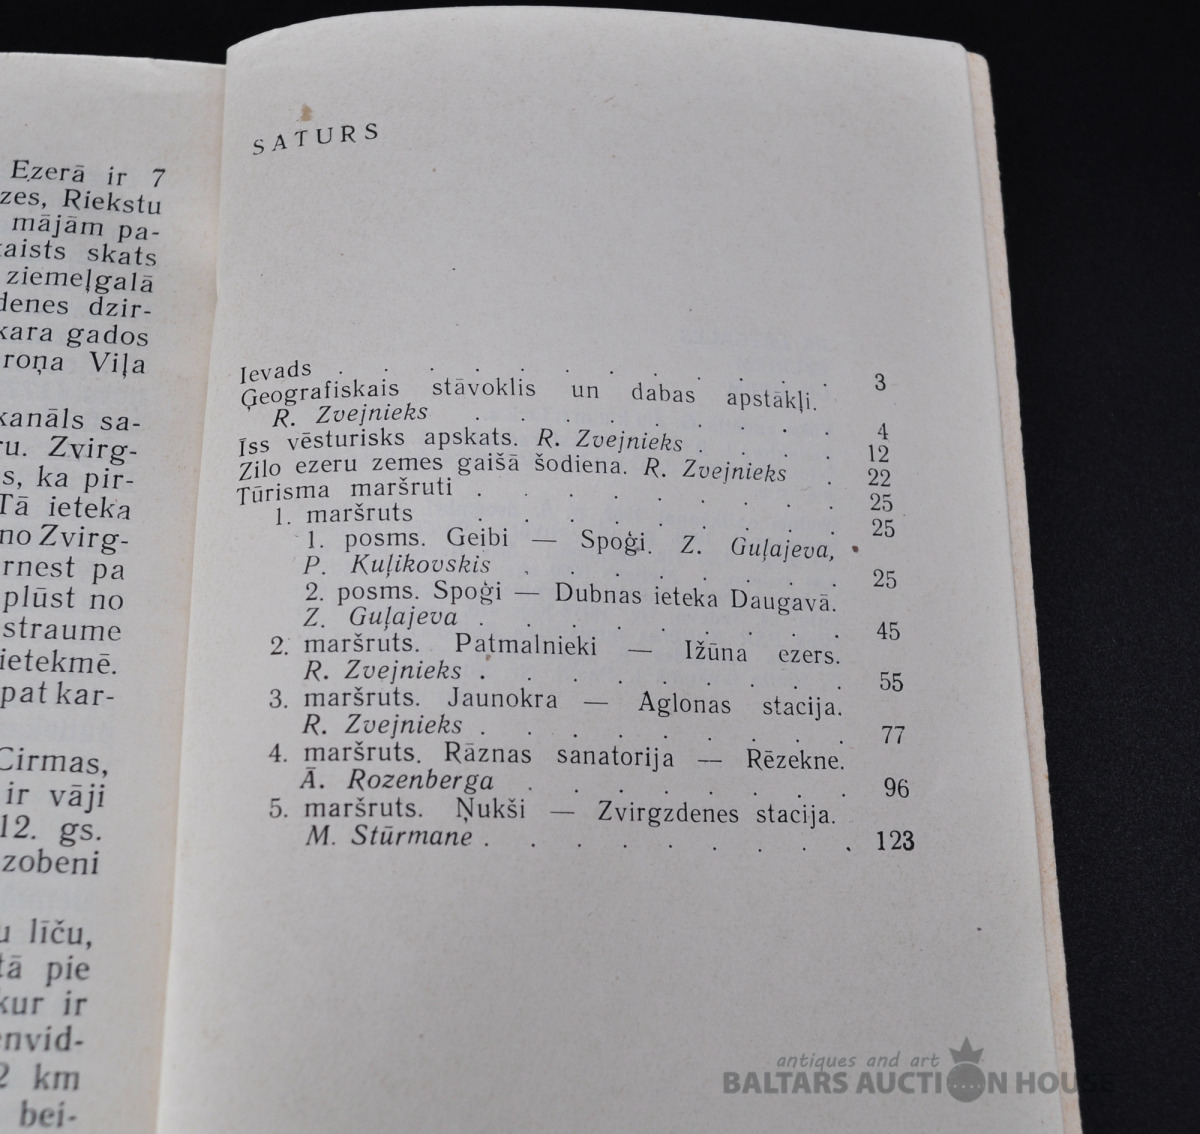 Ezerā ir 7
zes, Riekstu
mājām pa-
aists skats
ziemeļgalā
denes dzir-
kara gados
roņa Viļa
kanāls sa-
ru. Zvirg-
s, ka pir-
Tā ieteka
no Zvirg-
rnest pa
plūst no
straume
ietekmē.
pat kar-
Cirmas,
ir vāji
12. gs.
zobeni
u līču,
tā pie
kur ir
envid-
2 km
bei-
SATURS
Ievads . . . . . . . . . . 3
Ģeogrāfiskais stāvoklis un dabas apstākļi.
R. Zvejnieks . . . . . . . . 4
Īss vēsturisks apskats. R. Zvejnieks . . . . 12
Zilo ezeru zemes gaišā šodiena. R. Zvejnieks . 22
Tūrisma maršruti . . . . . . . . 25
1. maršruts . . . . . . . . 25
1. posms. Geibi — Spoģi. Z. Guļajeva,
P. Kuļikovskis . . . . . . . 25
2. posms. Spoģi — Dubnas ieteka Daugavā.
Z. Guļajeva . . . . . . . . 45
2. maršruts. Patmalnieki — Ižūna ezers.
R. Zvejnieks . . . . . . . . 55
3. maršruts. Jaunokra — Aglonas stacija.
R. Zvejnieks . . . . . . . . 77
4. maršruts. Rāznas sanatorija — Rēzekne.
Ā. Rozenberga . . . . . . . 96
5. maršruts. Ņukši — Zvirgzdenes stacija.
M. Stūrmane . . . . . . . . 123
antiques and art
BALTARS AUCTION HOUSE